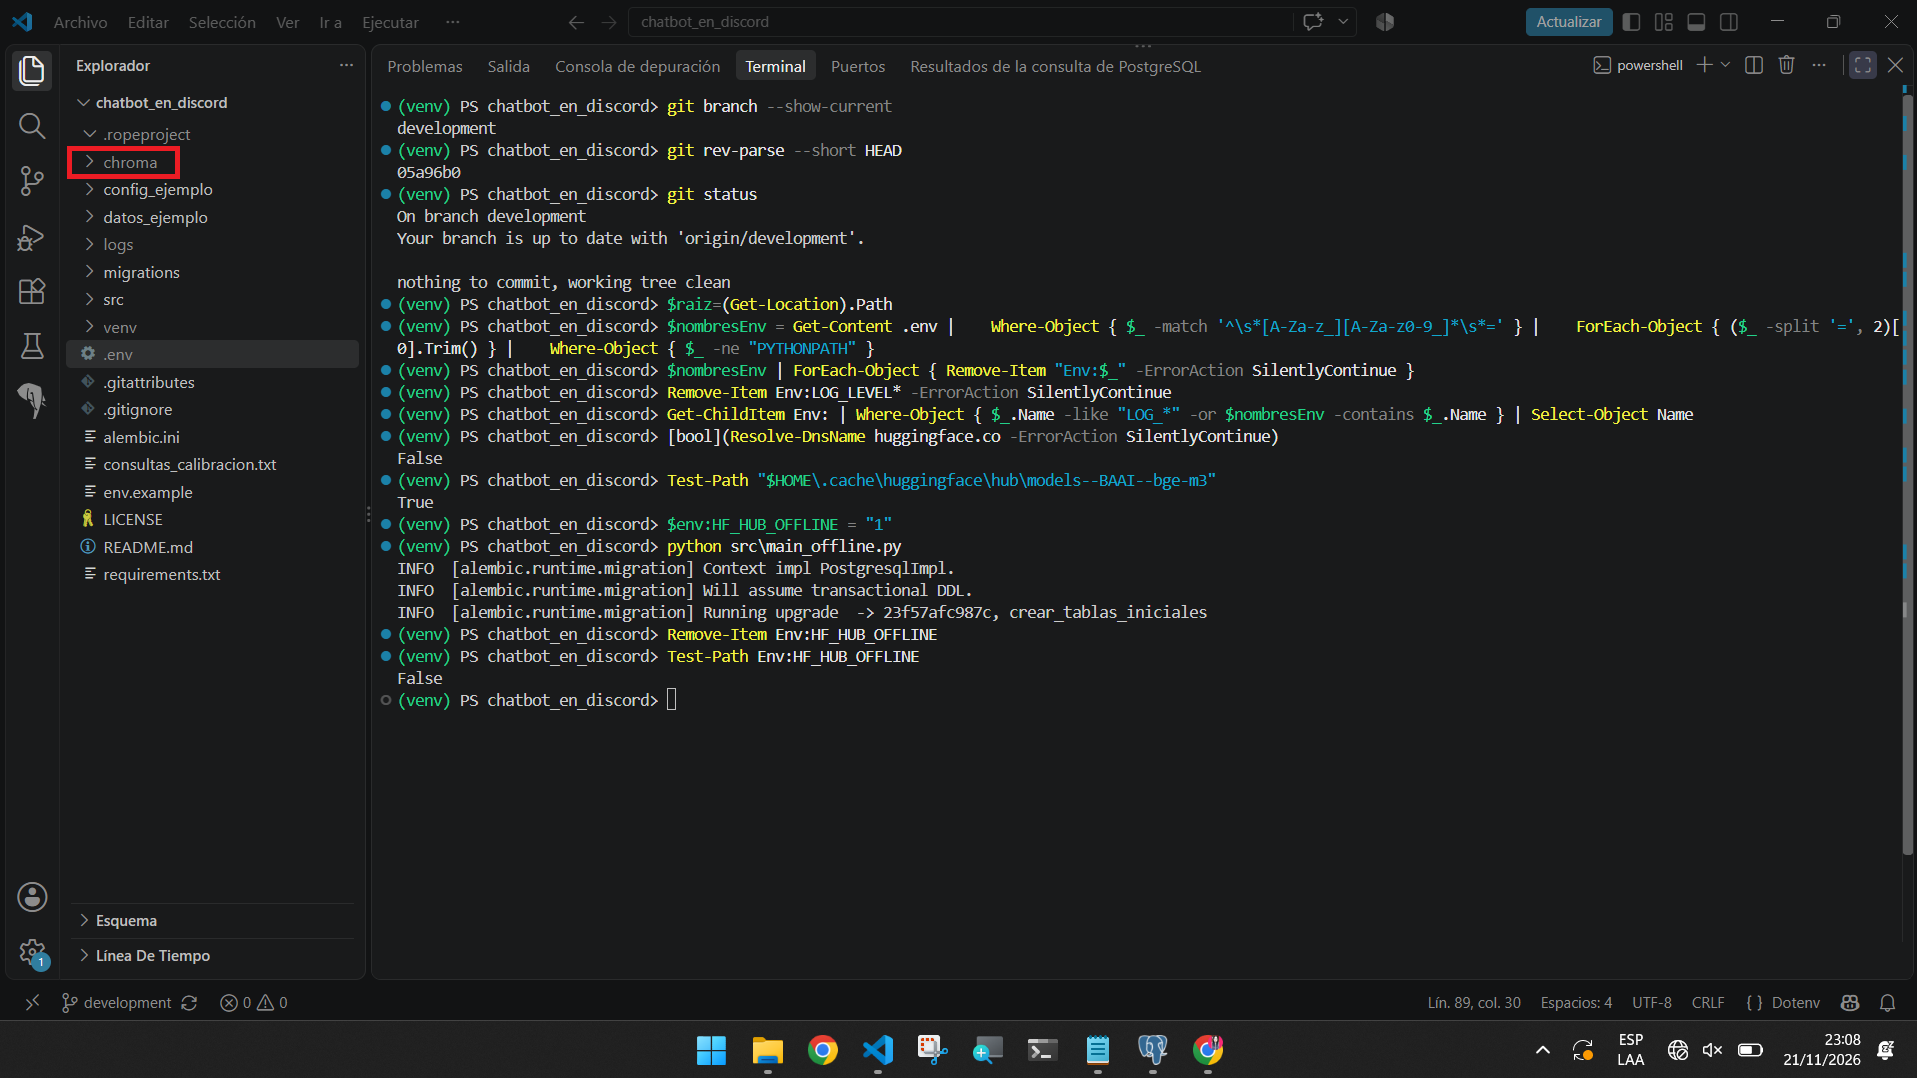 Archivo Editar Selección Ver Ir a Ejecutar ···
chatbot_en_discord
Actualizar
Explorador
chatbot_en_discord
.ropeproject
chroma
config_ejemplo
datos_ejemplo
logs
migrations
src
venv
.env
.gitattributes
.gitignore
alembic.ini
consultas_calibracion.txt
env.example
LICENSE
README.md
requirements.txt
Esquema
Línea De Tiempo
1
Problemas Salida Consola de depuración Terminal Puertos Resultados de la consulta de PostgreSQL
powershell
(venv) PS chatbot_en_discord> git branch --show-current
development
(venv) PS chatbot_en_discord> git rev-parse --short HEAD
05a96b0
(venv) PS chatbot_en_discord> git status
On branch development
Your branch is up to date with 'origin/development'.
nothing to commit, working tree clean
(venv) PS chatbot_en_discord> $raiz=(Get-Location).Path
(venv) PS chatbot_en_discord> $nombresEnv = Get-Content .env |    Where-Object { $_ -match '^\s*[A-Za-z_][A-Za-z0-9_]*\s*=' } |    ForEach-Object { ($_ -split '=', 2)[
0].Trim() } |    Where-Object { $_ -ne "PYTHONPATH" }
(venv) PS chatbot_en_discord> $nombresEnv | ForEach-Object { Remove-Item "Env:$_" -ErrorAction SilentlyContinue }
(venv) PS chatbot_en_discord> Remove-Item Env:LOG_LEVEL* -ErrorAction SilentlyContinue
(venv) PS chatbot_en_discord> Get-ChildItem Env: | Where-Object { $_.Name -like "LOG_*" -or $nombresEnv -contains $_.Name } | Select-Object Name
(venv) PS chatbot_en_discord> [bool](Resolve-DnsName huggingface.co -ErrorAction SilentlyContinue)
False
(venv) PS chatbot_en_discord> Test-Path "$HOME\.cache\huggingface\hub\models--BAAI--bge-m3"
True
(venv) PS chatbot_en_discord> $env:HF_HUB_OFFLINE = "1"
(venv) PS chatbot_en_discord> python src\main_offline.py
INFO  [alembic.runtime.migration] Context impl PostgresqlImpl.
INFO  [alembic.runtime.migration] Will assume transactional DDL.
INFO  [alembic.runtime.migration] Running upgrade  -> 23f57afc987c, crear_tablas_iniciales
(venv) PS chatbot_en_discord> Remove-Item Env:HF_HUB_OFFLINE
(venv) PS chatbot_en_discord> Test-Path Env:HF_HUB_OFFLINE
False
(venv) PS chatbot_en_discord>
development 0 0
Lín. 89, col. 30 Espacios: 4 UTF-8 CRLF { } Dotenv
ESP
LAA
23:08
21/11/2026